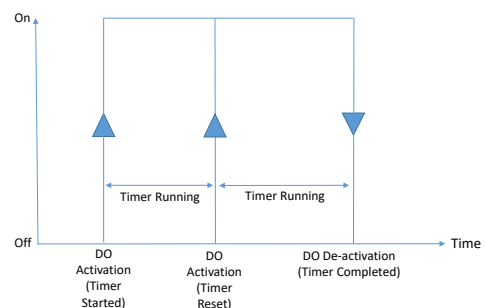 On
Timer Running
Timer Running
Off
Time
DO
Activation
(Timer
Started)
DO
Activation
(Timer
Reset)
DO De-activation
(Timer Completed)